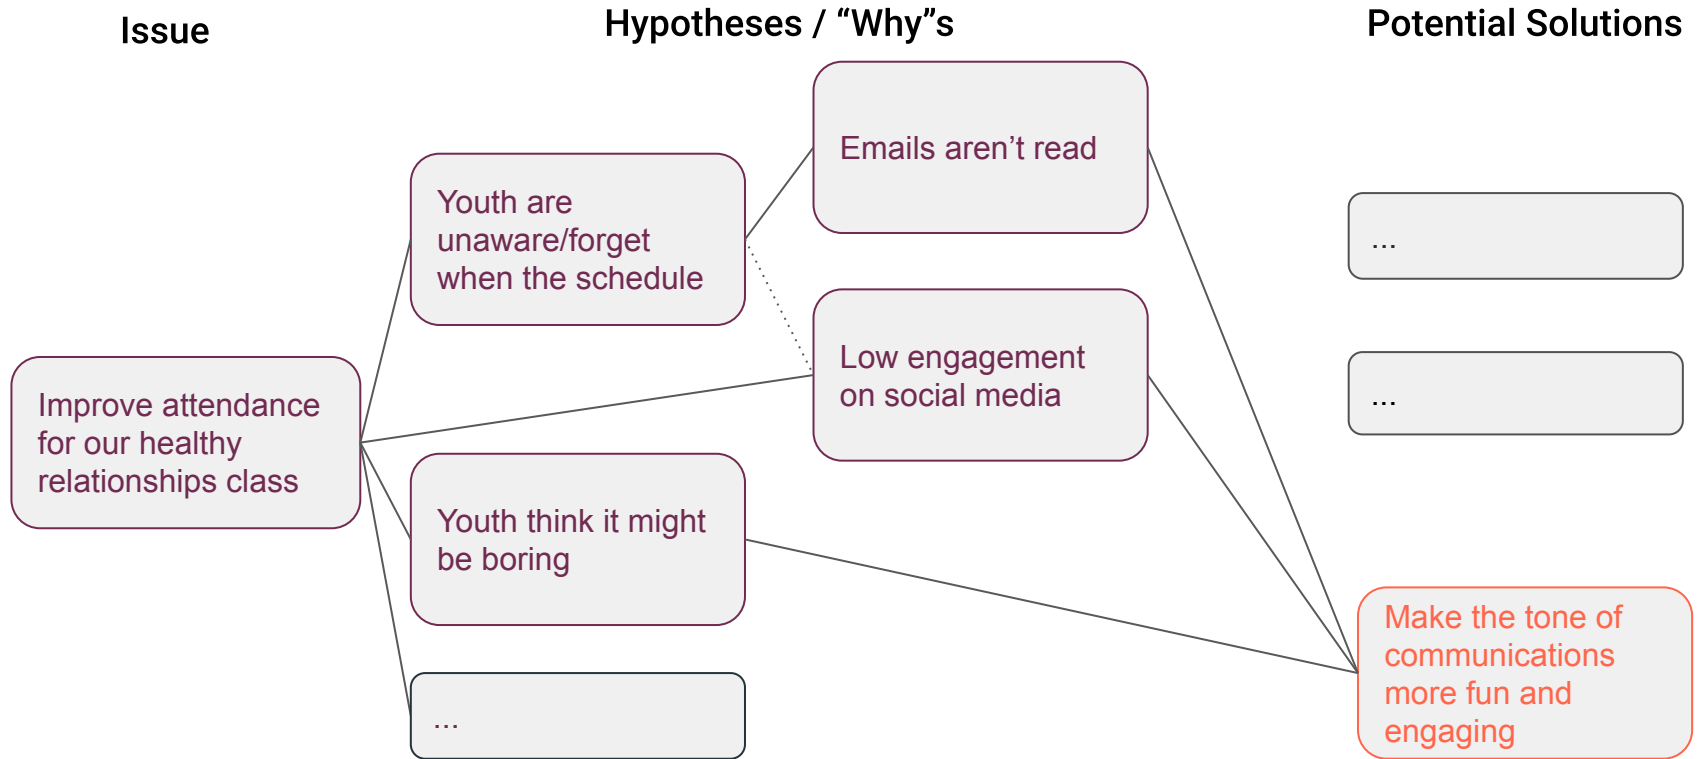 Issue
Hypotheses / “Why”s
Potential Solutions
Improve attendance
for our healthy
relationships class
Youth are
unaware/forget
when the schedule
Youth think it might
be boring
...
Emails aren’t read
Low engagement
on social media
...
...
Make the tone of
communications
more fun and
engaging